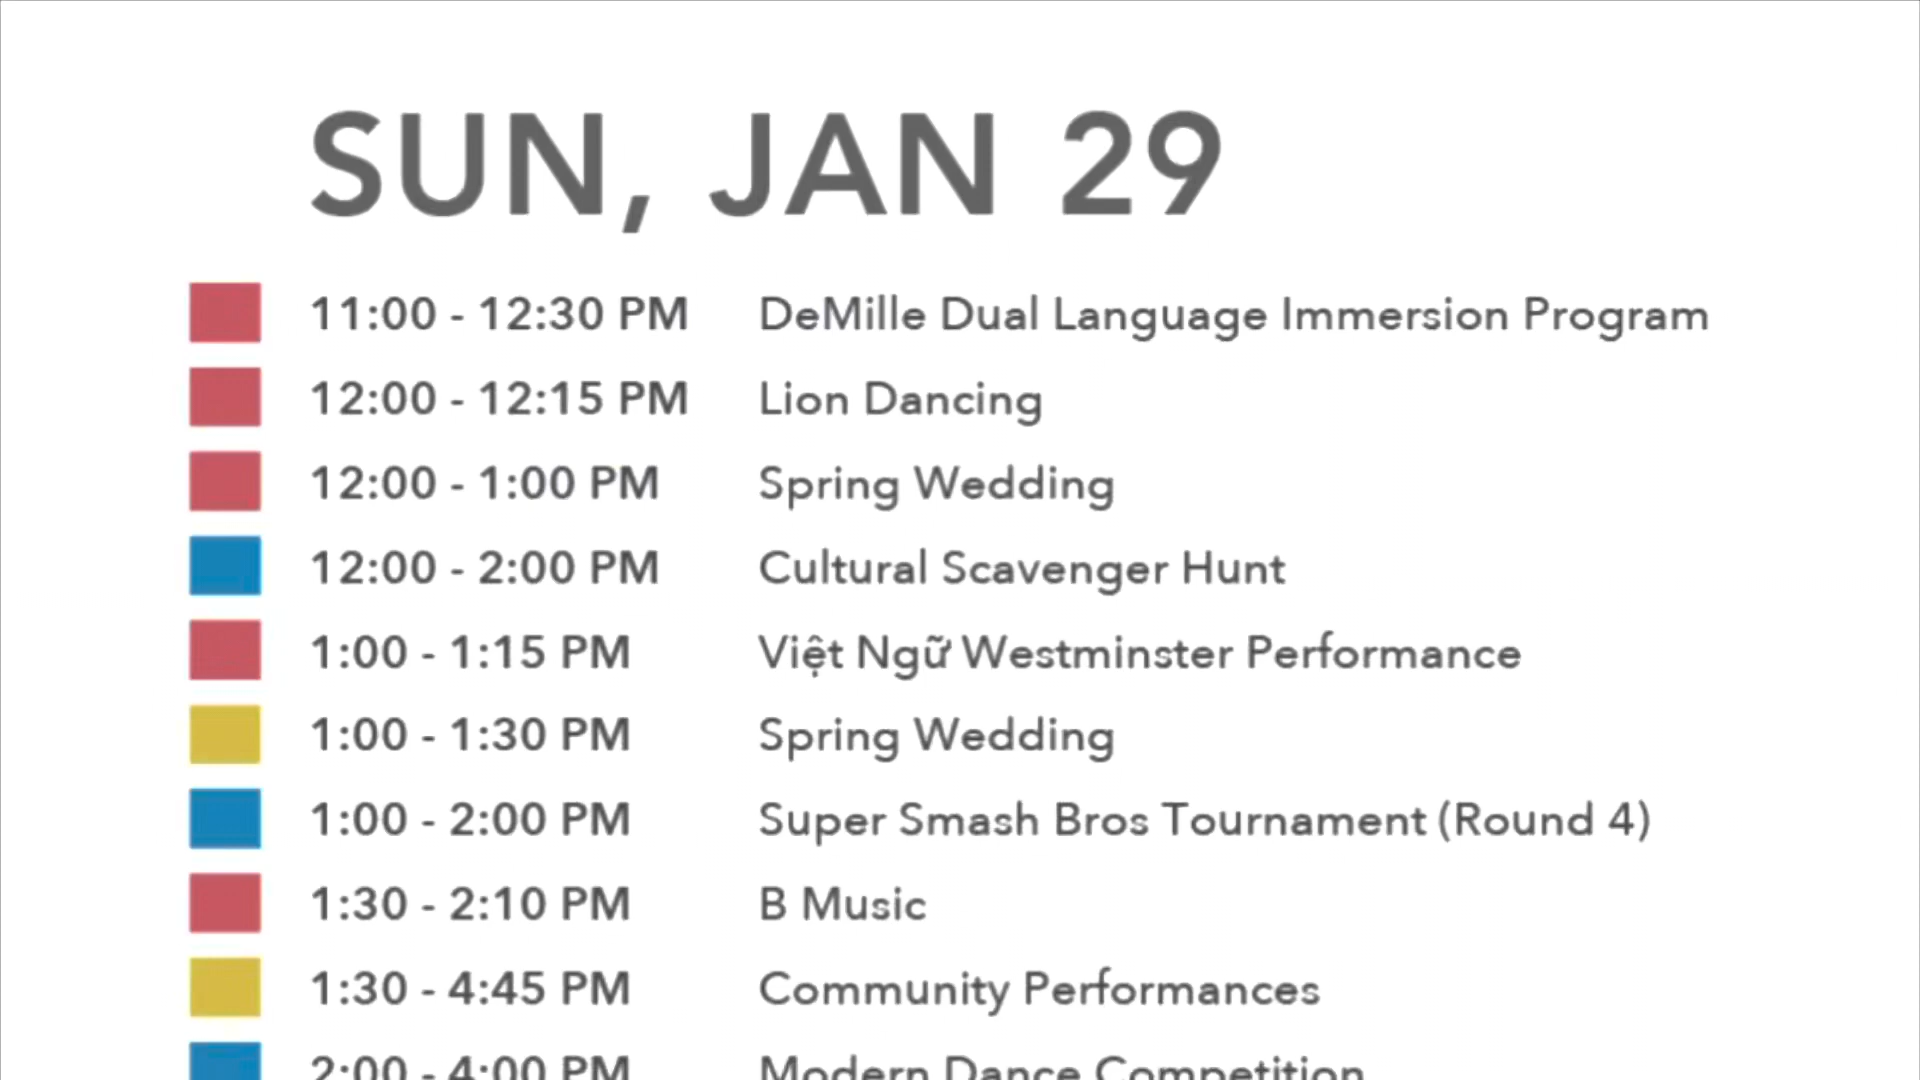 SUN, JAN 29
11:00 - 12:30 PM DeMille Dual Language Immersion Program
12:00 - 12:15 PM Lion Dancing
12:00 - 1:00 PM Spring Wedding
12:00 - 2:00 PM Cultural Scavenger Hunt
1:00 - 1:15 PM Việt Ngữ Westminster Performance
1:00 - 1:30 PM Spring Wedding
1:00 - 2:00 PM Super Smash Bros Tournament (Round 4)
1:30 - 2:10 PM B Music
1:30 - 4:45 PM Community Performances
2:00 - 4:00 PM Modern Dance Competition